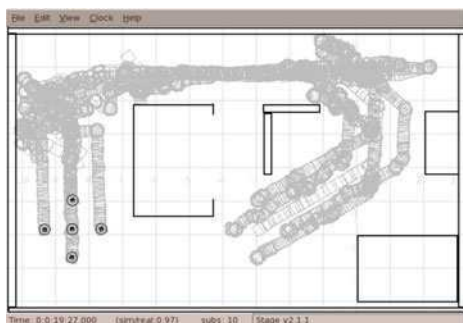 File Edit View Clock Help
Time: 0:0:19:27.000 (sim/real:0.97) subs: 10 Stage v2.1.1